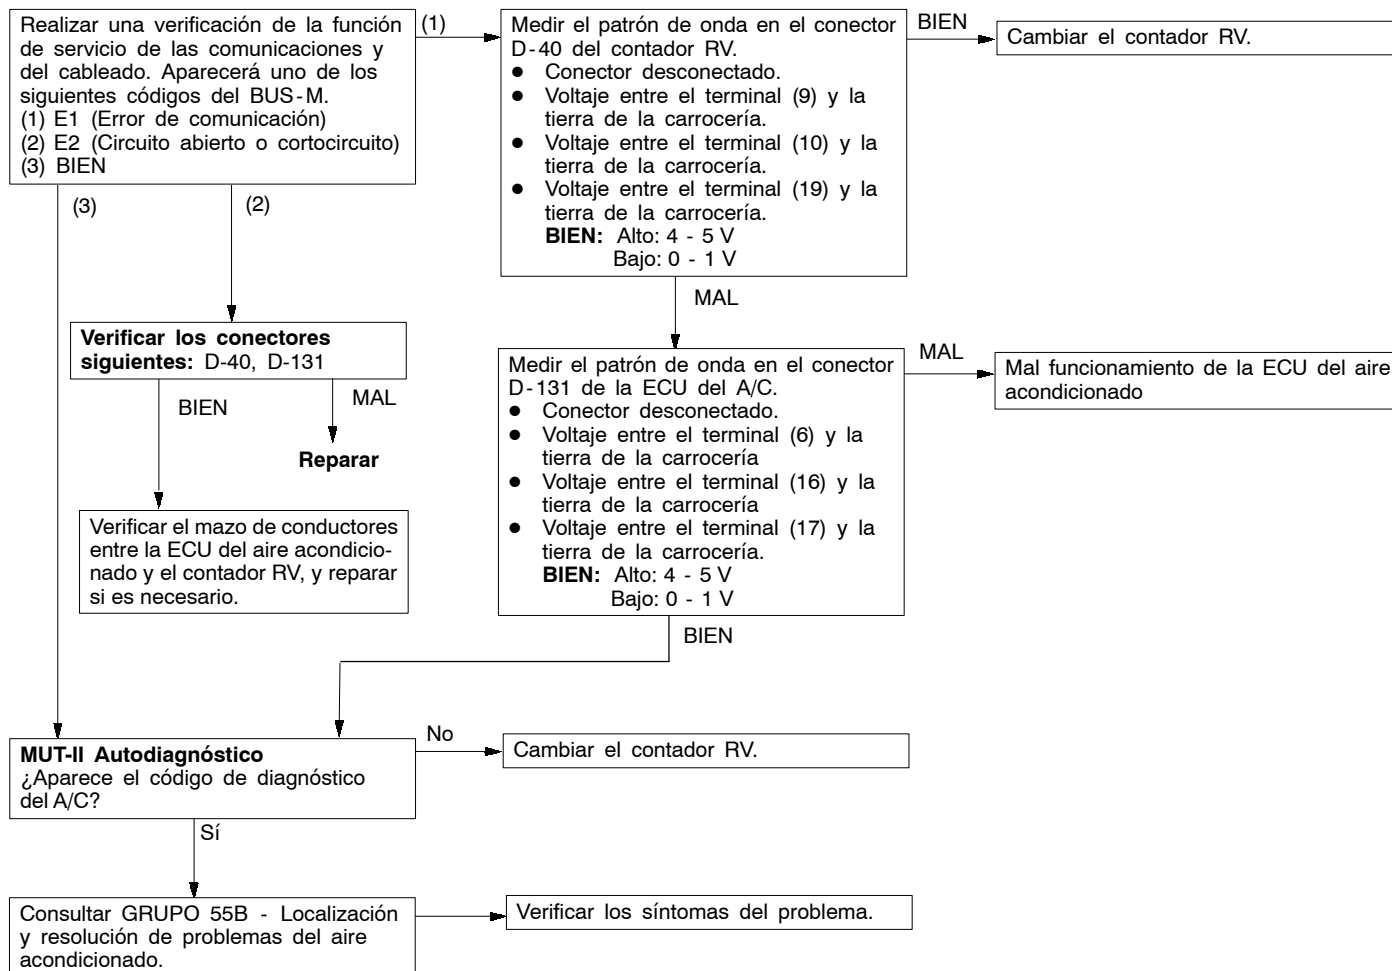 Realizar una verificación de la función
de servicio de las comunicaciones y
del cableado. Aparecerá uno de los
siguientes códigos del BUS-M.
(1) E1 (Error de comunicación)
(2) E2 (Circuito abierto o cortocircuito)
(3) BIEN
(1)
Medir el patrón de onda en el conector
D-40 del contador RV.
● Conector desconectado.
● Voltaje entre el terminal (9) y la
tierra de la carrocería.
● Voltaje entre el terminal (10) y la
tierra de la carrocería.
● Voltaje entre el terminal (19) y la
tierra de la carrocería.
BIEN: Alto: 4 - 5 V
Bajo: 0 - 1 V
BIEN
Cambiar el contador RV.
(3)
(2)
MAL
Verificar los conectores
siguientes: D-40, D-131
BIEN
MAL
Reparar
Verificar el mazo de conductores
entre la ECU del aire acondicio-
nado y el contador RV, y reparar
si es necesario.
Medir el patrón de onda en el conector
D-131 de la ECU del A/C.
● Conector desconectado.
● Voltaje entre el terminal (6) y la
tierra de la carrocería
● Voltaje entre el terminal (16) y la
tierra de la carrocería
● Voltaje entre el terminal (17) y la
tierra de la carrocería.
BIEN: Alto: 4 - 5 V
Bajo: 0 - 1 V
MAL
Mal funcionamiento de la ECU del aire
acondicionado
BIEN
MUT-II Autodiagnóstico
¿Aparece el código de diagnóstico
del A/C?
No
Cambiar el contador RV.
Sí
Consultar GRUPO 55B - Localización
y resolución de problemas del aire
acondicionado.
Verificar los síntomas del problema.